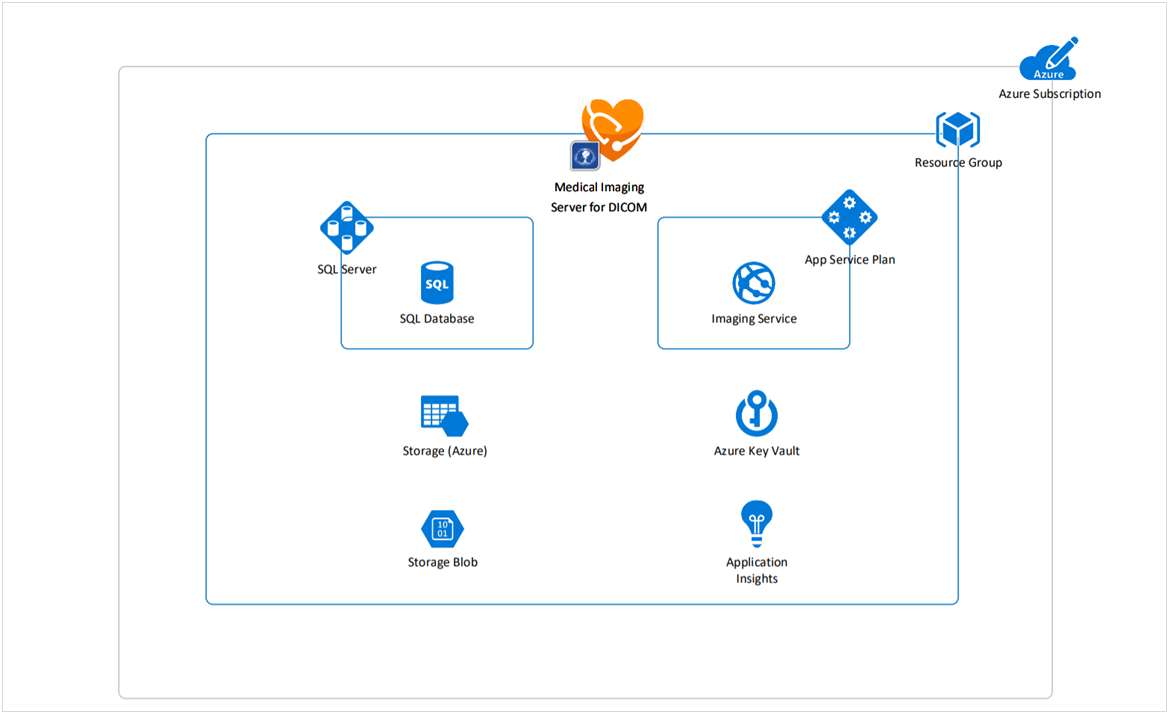 Azure
Azure Subscription
Resource Group
Medical Imaging
Server for DICOM
SQL Server
App Service Plan
SQL
SQL Database
Imaging Service
Storage (Azure)
Azure Key Vault
10
01
Storage Blob
Application
Insights